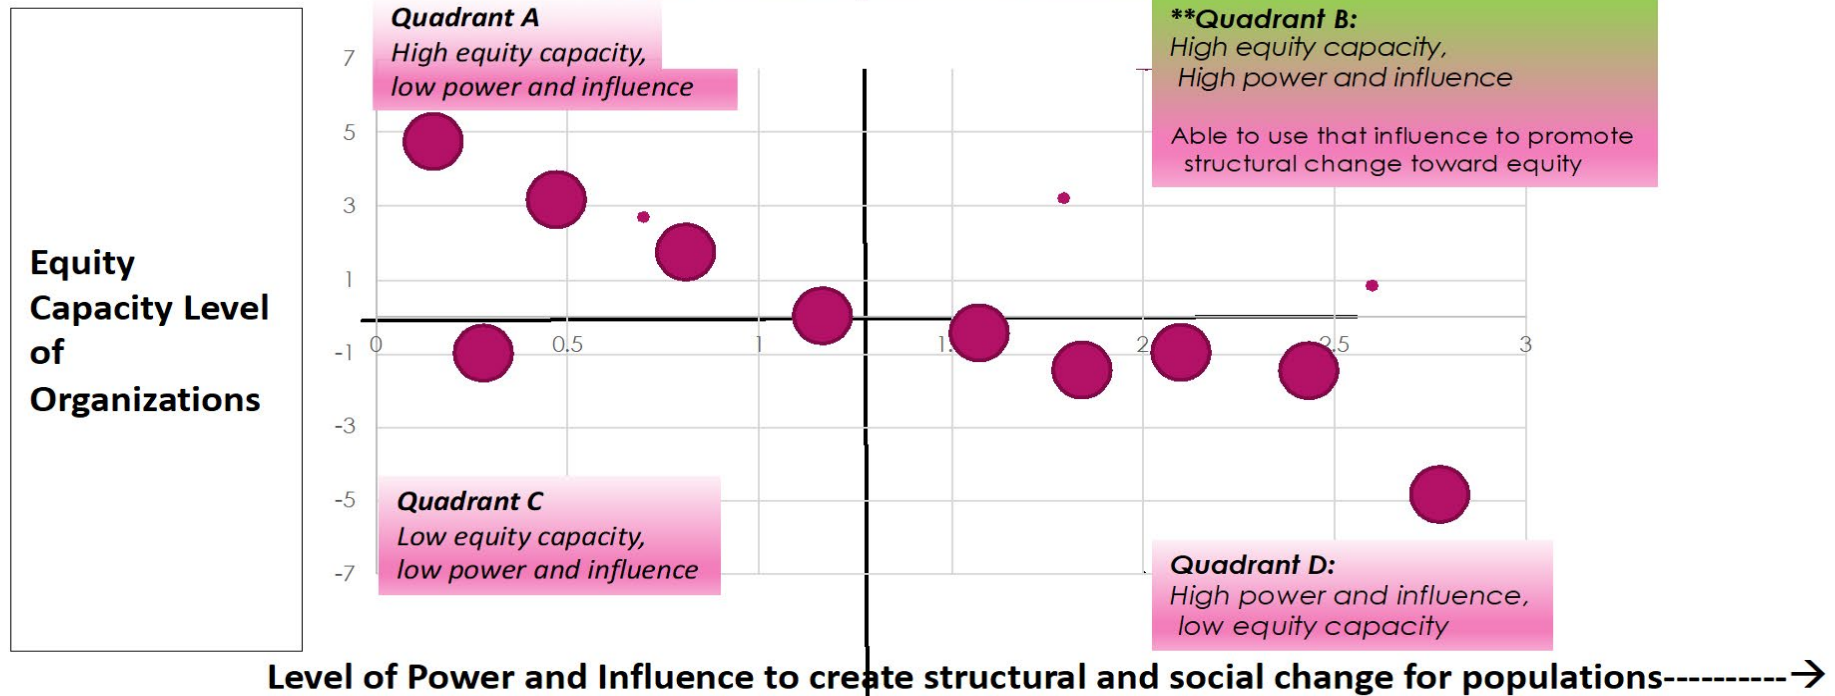 Quadrant A
High equity capacity,
low power and influence
**Quadrant B:
High equity capacity,
High power and influence
Able to use that influence to promote
structural change toward equity
7
5
3
1
-1
-3
-5
-7
0
0.5
1
1.
2
2.5
3
Equity
Capacity Level
of
Organizations
Quadrant C
Low equity capacity,
low power and influence
Quadrant D:
High power and influence,
low equity capacity
Level of Power and Influence to create structural and social change for populations----------→